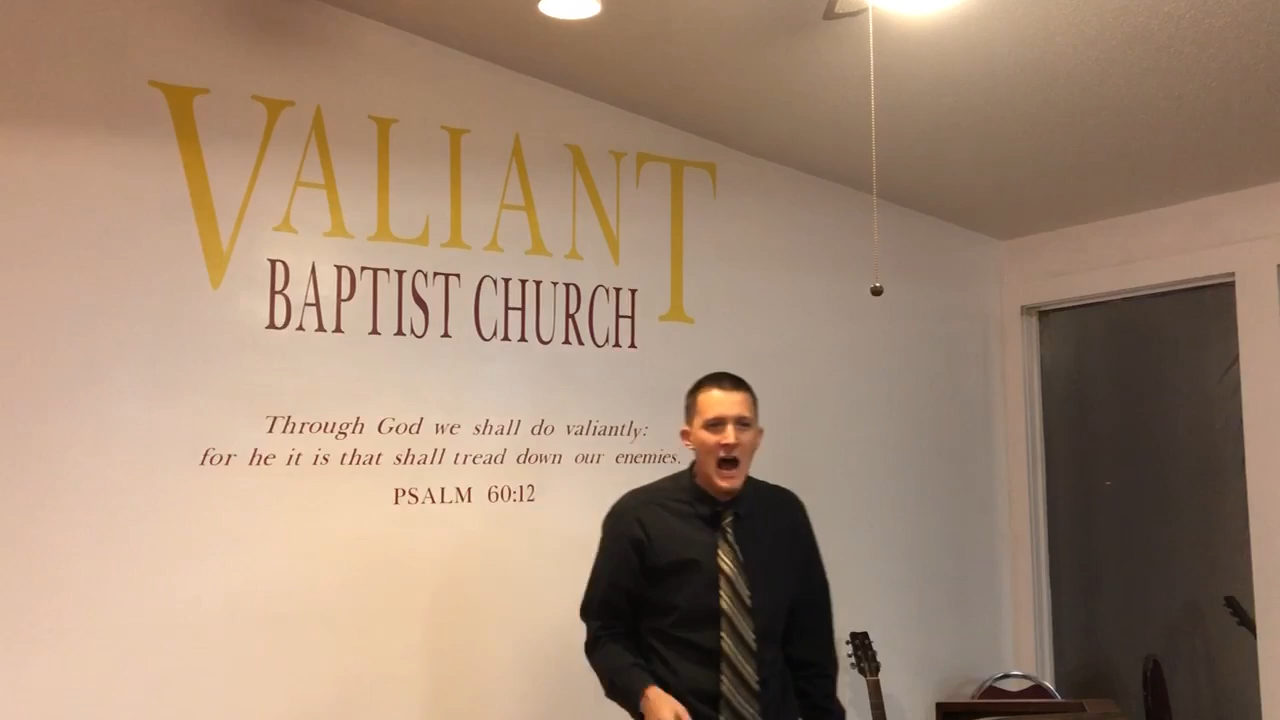 VALIANT
BAPTIST CHURCH
Through God we shall do valiantly:
for he it is that shall tread down our enemies.
PSALM 60:12